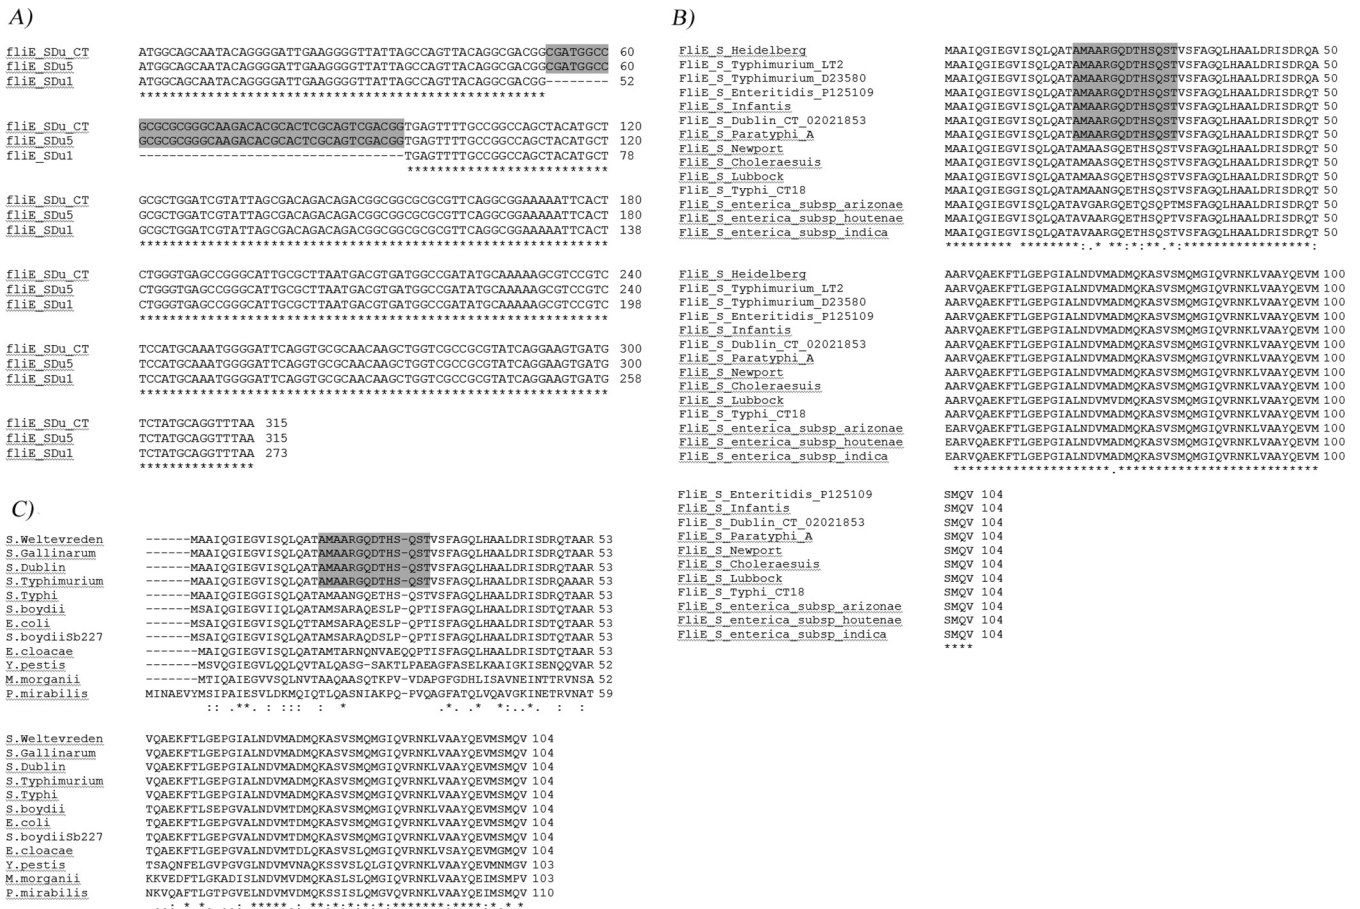 A)
fliE_SDu_CT ATGGCAGCAATACAGGGGATTGAAGGGGTTATTAGCCAGTTACAGGCGACGGCGATGGCC 60
fliE_SDu5 ATGGCAGCAATACAGGGGATTGAAGGGGTTATTAGCCAGTTACAGGCGACGGCGATGGCC 60
fliE_SDu1 ATGGCAGCAATACAGGGGATTGAAGGGGTTATTAGCCAGTTACAGGCGACGG-------- 52
****************************************************
fliE_SDu_CT GCGCGCGGGCAAGACACGCACTCGCAGTCGACGGTGAGTTTTGCCGGCCAGCTACATGCT 120
fliE_SDu5 GCGCGCGGGCAAGACACGCACTCGCAGTCGACGGTGAGTTTTGCCGGCCAGCTACATGCT 120
fliE_SDu1 ----------------------------------TGAGTTTTGCCGGCCAGCTACATGCT 78
**************************
fliE_SDu_CT GCGCTGGATCGTATTAGCGACAGACAGACGGCGGCGCGCGTTCAGGCGGAAAAATTCACT 180
fliE_SDu5 GCGCTGGATCGTATTAGCGACAGACAGACGGCGGCGCGCGTTCAGGCGGAAAAATTCACT 180
fliE_SDu1 GCGCTGGATCGTATTAGCGACAGACAGACGGCGGCGCGCGTTCAGGCGGAAAAATTCACT 138
************************************************************
fliE_SDu_CT CTGGGTGAGCCGGGCATTGCGCTTAATGACGTGATGGCCGATATGCAAAAAGCGTCCGTC 240
fliE_SDu5 CTGGGTGAGCCGGGCATTGCGCTTAATGACGTGATGGCCGATATGCAAAAAGCGTCCGTC 240
fliE_SDu1 CTGGGTGAGCCGGGCATTGCGCTTAATGACGTGATGGCCGATATGCAAAAAGCGTCCGTC 198
************************************************************
fliE_SDu_CT TCCATGCAAATGGGGATTCAGGTGCGCAACAAGCTGGTCGCCGCGTATCAGGAAGTGATG 300
fliE_SDu5 TCCATGCAAATGGGGATTCAGGTGCGCAACAAGCTGGTCGCCGCGTATCAGGAAGTGATG 300
fliE_SDu1 TCCATGCAAATGGGGATTCAGGTGCGCAACAAGCTGGTCGCCGCGTATCAGGAAGTGATG 258
************************************************************
fliE_SDu_CT TCTATGCAGGTTTAA 315
fliE_SDu5 TCTATGCAGGTTTAA 315
fliE_SDu1 TCTATGCAGGTTTAA 273
***************
B)
FliE_S_Heidelberg MAAIQGIEGVISQLQATAMAARGQDTHSQSTVSFAGQLHAALDRISDRQA 50
FliE_S_Typhimurium_LT2 MAAIQGIEGVISQLQATAMAARGQDTHSQSTVSFAGQLHAALDRISDRQA 50
FliE_S_Typhimurium_D23580 MAAIQGIEGVISQLQATAMAARGQDTHSQSTVSFAGQLHAALDRISDRQA 50
FliE_S_Enteritidis_P125109 MAAIQGIEGVISQLQATAMAARGQDTHSQSTVSFAGQLHAALDRISDRQT 50
FliE_S_Infantis MAAIQGIEGVISQLQATAMAARGQDTHSQSTVSFAGQLHAALDRISDRQT 50
FliE_S_Dublin_CT_02021853 MAAIQGIEGVISQLQATAMAARGQDTHSQSTVSFAGQLHAALDRISDRQT 50
FliE_S_Paratyphi_A MAAIQGIEGVISQLQATAMAARGQDTHSQSTVSFAGQLHAALDRISDRQT 50
FliE_S_Newport MAAIQGIEGVISQLQATAMAASGQETHSQSTVSFAGQLHAALDRISDRQT 50
FliE_S_Choleraesuis MAAIQGIEGVISQLQATAMAARGQETHSQSTVSFAGQLHAALDRISDRQT 50
FliE_S_Lubbock MAAIQGIEGVISQLQATAMAASGQETHSQSTVSFAGQLHAALDRISDRQT 50
FliE_S_Typhi_CT18 MAAIQGIEGGISQLQATAMAANGQETHSQSTVSFAGQLHAALDRISDRQT 50
FliE_S_enterica_subsp_arizonae MAAIQGIEGVISQLQATAVGARGQETQSQPTMSFAGQLHAALDRISDRQT 50
FliE_S_enterica_subsp_houtenae MAAIQGIEGVISQLQATAVAARGQETHSQSTVSFAGQLHAALDRISDRQT 50
FliE_S_enterica_subsp_indica MAAIQGIEGVISQLQATAVAARGQETHSQSTVSFAGQLHAALDRISDRQT 50
********* ********:.* **:*:**.*:*****************:
FliE_S_Heidelberg AARVQAEKFTLGEPGIALNDVMADMQKASVSMQMGIQVRNKLVAAYQEVM 100
FliE_S_Typhimurium_LT2 AARVQAEKFTLGEPGIALNDVMADMQKASVSMQMGIQVRNKLVAAYQEVM 100
FliE_S_Typhimurium_D23580 AARVQAEKFTLGEPGIALNDVMADMQKASVSMQMGIQVRNKLVAAYQEVM 100
FliE_S_Enteritidis_P125109 AARVQAEKFTLGEPGIALNDVMADMQKASVSMQMGIQVRNKLVAAYQEVM 100
FliE_S_Infantis AARVQAEKFTLGEPGIALNDVMADMQKASVSMQMGIQVRNKLVAAYQEVM 100
FliE_S_Dublin_CT_02021853 AARVQAEKFTLGEPGIALNDVMADMQKASVSMQMGIQVRNKLVAAYQEVM 100
FliE_S_Paratyphi_A AARVQAEKFTLGEPGIALNDVMADMQKASVSMQMGIQVRNKLVAAYQEVM 100
FliE_S_Newport AARVQAEKFTLGEPGIALNDVMADMQKASVSMQMGIQVRNKLVAAYQEVM 100
FliE_S_Choleraesuis AARVQAEKFTLGEPGIALNDVMADMQKASVSMQMGIQVRNKLVAAYQEVM 100
FliE_S_Lubbock AARVQAEKFTLGEPGIALNDVMVDMQKASVSMQMGIQVRNKLVAAYQEVM 100
FliE_S_Typhi_CT18 AARVQAEKFTLGEPGIALNDVMADMQKASVSMQMGIQVRNKLVAAYQEVM 100
FliE_S_enterica_subsp_arizonae EARVQAEKFTLGEPGIALNDVMADMQKASVSMQMGIQVRNKLVAAYQEVM 100
FliE_S_enterica_subsp_houtenae EARVQAEKFTLGEPGIALNDVMADMQKASVSMQMGIQVRNKLVAAYQEVM 100
FliE_S_enterica_subsp_indica EARVQAEKFTLGEPGIALNDVMADMQKASVSMQMGIQVRNKLVAAYQEVM 100
*********************.***************************
FliE_S_Enteritidis_P125109 SMQV 104
FliE_S_Infantis SMQV 104
FliE_S_Dublin_CT_02021853 SMQV 104
FliE_S_Paratyphi_A SMQV 104
FliE_S_Newport SMQV 104
FliE_S_Choleraesuis SMQV 104
FliE_S_Lubbock SMQV 104
FliE_S_Typhi_CT18 SMQV 104
FliE_S_enterica_subsp_arizonae SMQV 104
FliE_S_enterica_subsp_houtenae SMQV 104
FliE_S_enterica_subsp_indica SMQV 104
****
C)
S.Weltevreden ------MAAIQGIEGVISQLQATAMAARGQDTHS-QSTVSFAGQLHAALDRISDRQTAAR 53
S.Gallinarum ------MAAIQGIEGVISQLQATAMAARGQDTHS-QSTVSFAGQLHAALDRISDRQTAAR 53
S.Dublin ------MAAIQGIEGVISQLQATAMAARGQDTHS-QSTVSFAGQLHAALDRISDRQTAAR 53
S.Typhimurium ------MAAIQGIEGVISQLQATAMAARGQDTHS-QSTVSFAGQLHAALDRISDRQAAAR 53
S.Typhi ------MAAIQGIEGGISQLQATAMAANGQETHS-QSTVSFAGQLHAALDRISDRQTAAR 53
S.boydii -------MSAIQGIEGVIIQLQATAMSARAQESLP-QPTISFAGQLHAALDRISDTQTAAR 53
E.coli -------MSAIQGIEGVISQLQTTAMSARAQESLP-QPTISFAGQLHAALDRISDTQTAAR 53
S.boydiiSb227 -------MSAIQGIEGVISQLQATAMSARAQDSLP-QPTISFAGQLHAALDRISDTQTAAR 53
E.cloacae -------MAAIQGIEGVISQLQATAMTARNQNVAEQQPTISFAGQLHAALDRISDTQTAAR 53
Y.pestis -------MSVQGIEGVLQQLQVTALQASG-SAKTLPAEAGFASELKAAIGKISENQQVAR 52
M.morganii -------MTIQAIEGVVSQLNVTAAQAASQTKPV-VDAPGFGDHLISAVNEINTTRVNSA 52
P.mirabilis MINAEVYMSIPAIESVLDKMQIQTLQASNIAKPQ-PVQAGFATQLVQAVGKINETRVNAT 59
:: .**. : ::: : * .*. .* *:..*. : :
S.Weltevreden VQAEKFTLGEPGIALNDVMADMQKASVSMQMGIQVRNKLVAAYQEVMSMQV 104
S.Gallinarum VQAEKFTLGEPGIALNDVMADMQKASVSMQMGIQVRNKLVAAYQEVMSMQV 104
S.Dublin VQAEKFTLGEPGIALNDVMADMQKASVSMQMGIQVRNKLVAAYQEVMSMQV 104
S.Typhimurium VQAEKFTLGEPGIALNDVMADMQKASVSMQMGIQVRNKLVAAYQEVMSMQV 104
S.Typhi VQAEKFTLGEPGIALNDVMADMQKASVSMQMGIQVRNKLVAAYQEVMSMQV 104
S.boydii TQAEKFTLSEPGVALNDVMTDMQKASVSMQMGIQVRNKLVAAYQEVMSMQV 104
E.coli TQAEKFTLGEPGVALNDVMTDMQKASVSMQMGIQVRNKLVAAYQEVMSMQV 104
S.boydiiSb227 TQAEKFTLGEPGVALNDVMTDMQKASVSMQMGIQVRNKLVAAYQEVMSMQV 104
E.cloacae TQAEKFTLGEPGVALNDVMTDLQKASVSMQMGIQVRNKLVSAYQEVMGMQV 104
Y.pestis TSAQNFELGVPGVGLNDVMVNAQKSSVSLQLGIQVRNKLVAAYQEVMNMGV 103
M.morganii KKVEDFTLGKADISLNDVMVDMQKASLSLQLGIQVRNKLVAAYQEIMSMPV 103
P.mirabilis NKVQAFTLGTPGVELNDVMVDMQKSSISLQMGVQVRNKLVAAYQEIMSMQV 110
..: * *. ..: *****.: **:*:*:*:*:*******:****:*.* *